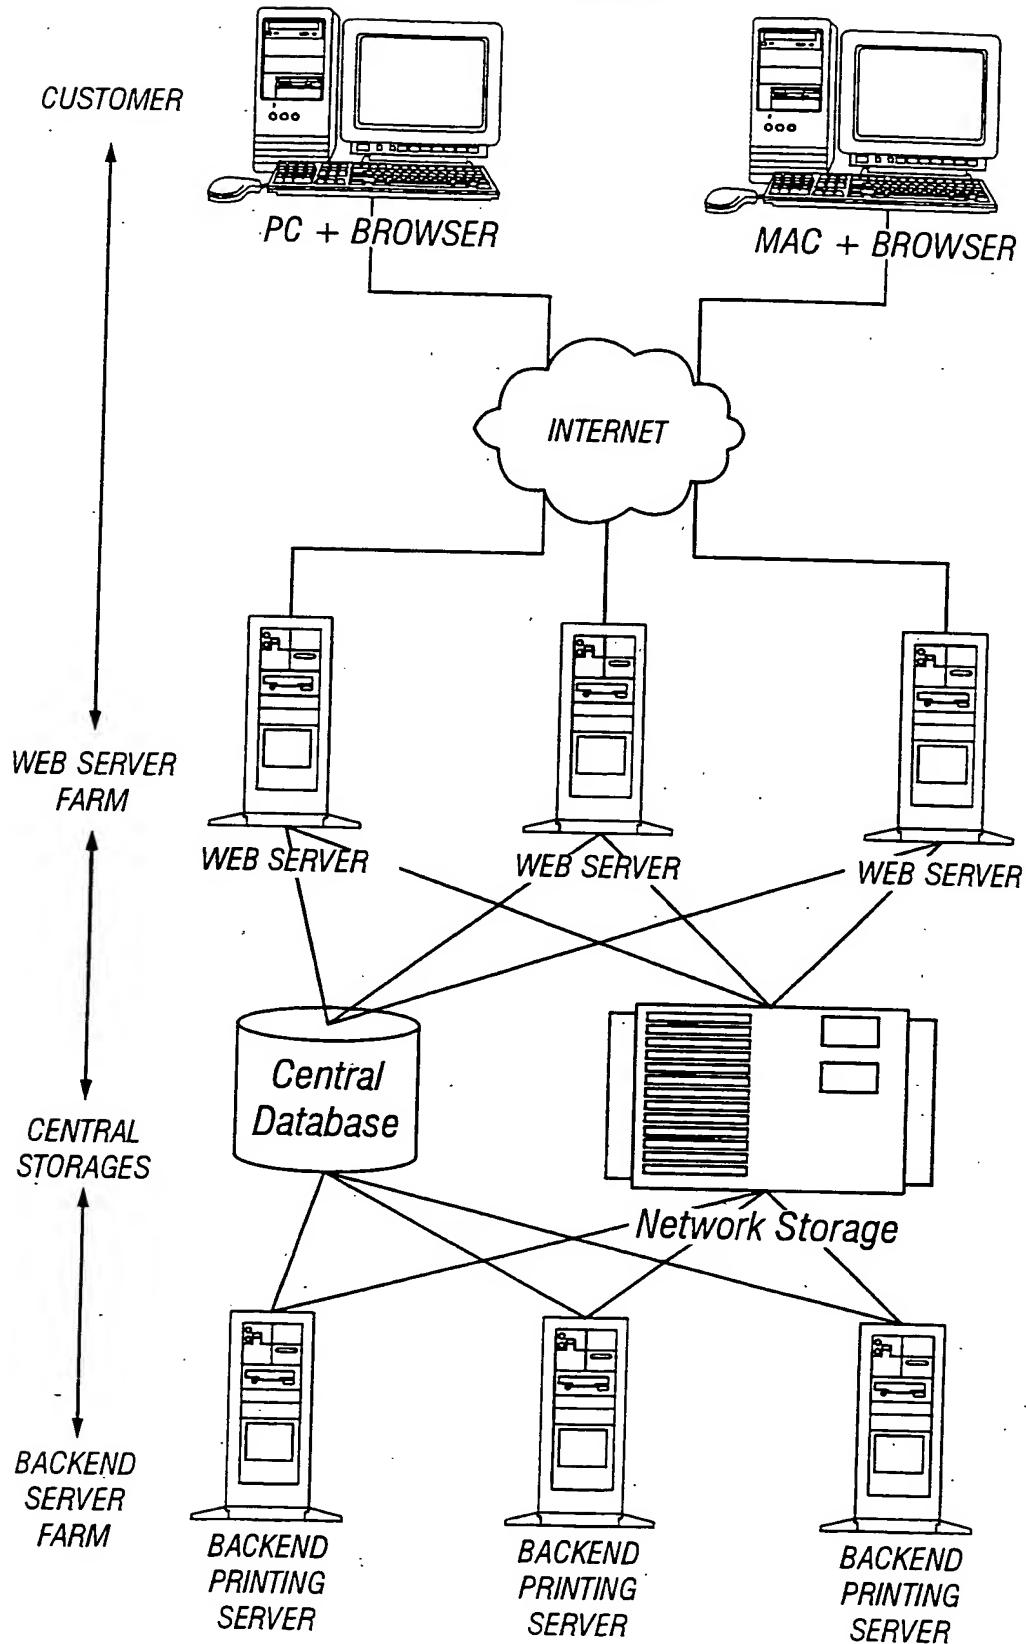 CUSTOMER
PC + BROWSER
MAC + BROWSER
INTERNET
WEB SERVER
FARM
WEB SERVER
WEB SERVER
WEB SERVER
Central
Database
CENTRAL
STORAGES
Network Storage
BACKEND
SERVER
FARM
BACKEND
PRINTING
SERVER
BACKEND
PRINTING
SERVER
BACKEND
PRINTING
SERVER